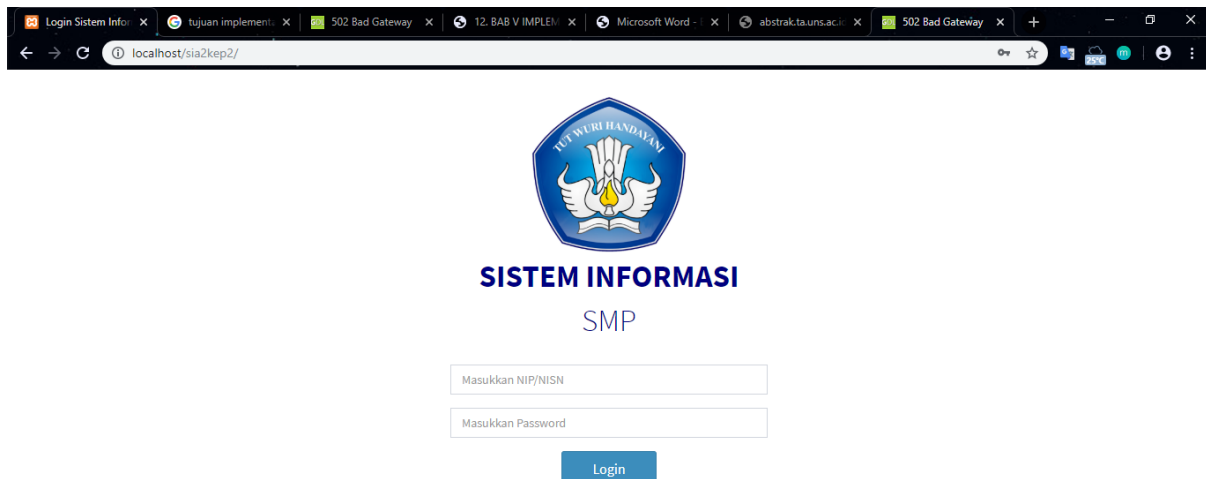 Login Sistem Infor
tujuan implementa
502 Bad Gateway
12. BAB V IMPLEM
Microsoft Word -
abstrak.ta.uns.ac.i
502 Bad Gateway
localhost/sia2kep2/
25°C
m
TUT WURI HANDAYANI
SISTEM INFORMASI
SMP
Masukkan NIP/NISN
Masukkan Password
Login